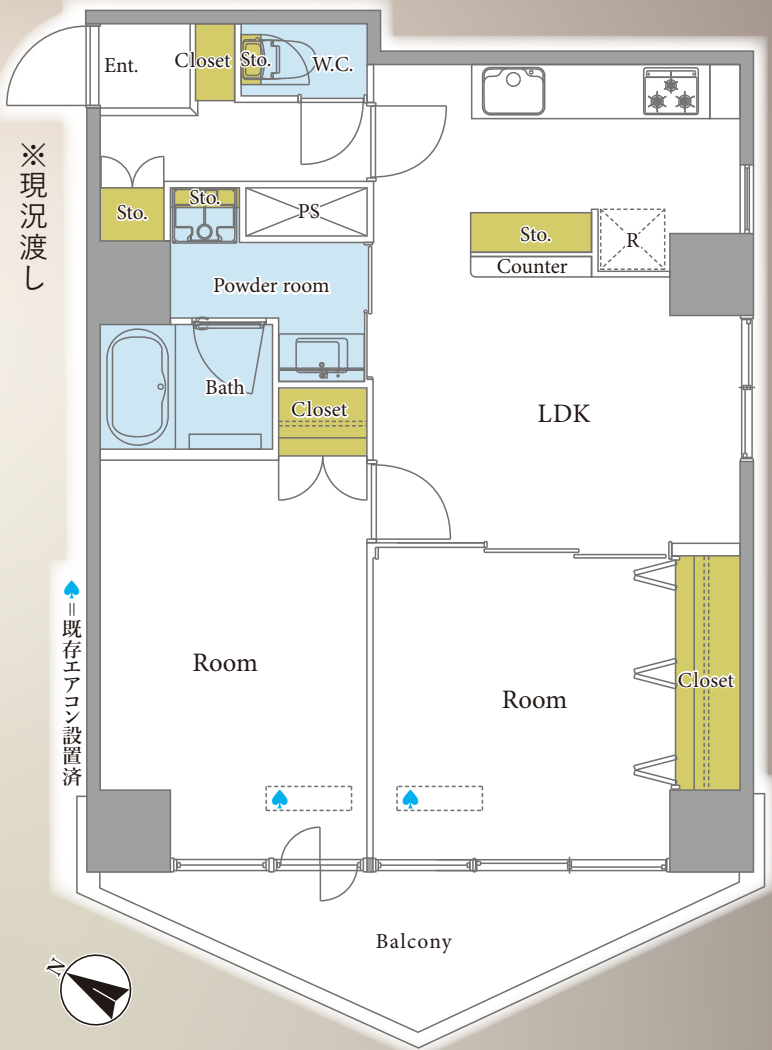 Ent.
Closet
Sto.
W.C.
※現況渡し
Sto.
Sto.
PS
Sto.
R
Counter
Powder room
Bath
Closet
LDK
♠=既存エアコン設置済
Room
Room
Closet
Balcony
N